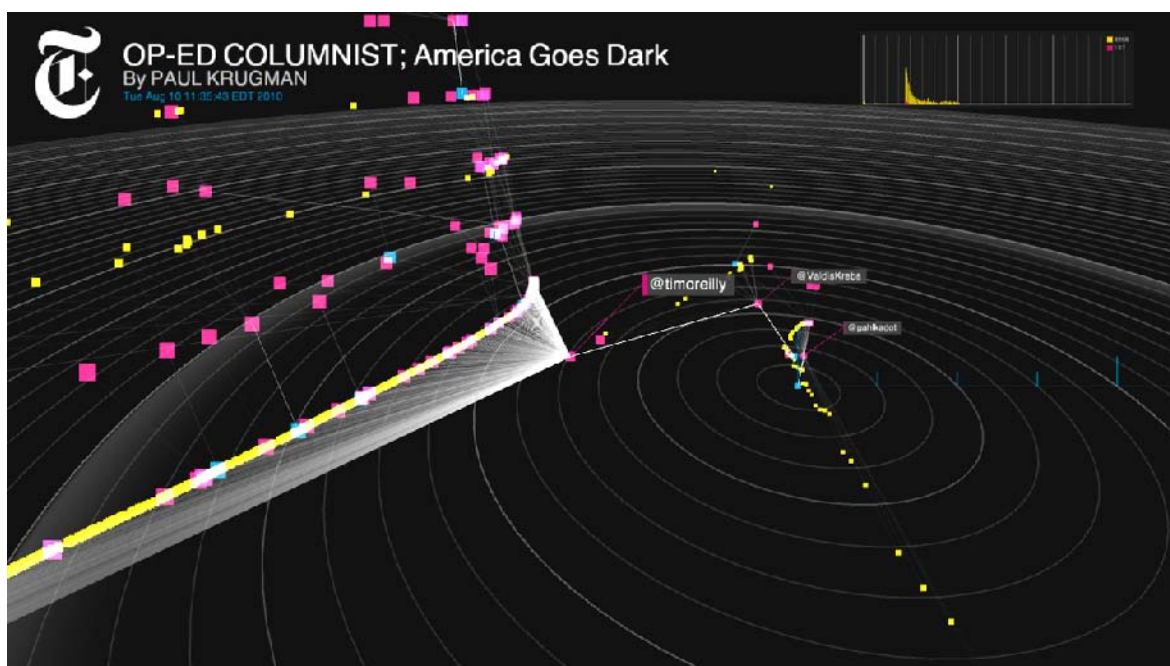 OP-ED COLUMNIST; America Goes Dark
By PAUL KRUGMAN
Tue Aug 10 11:35:43 EDT 2010
@timoreilly
@ValdisKrebs
@pahlkadot